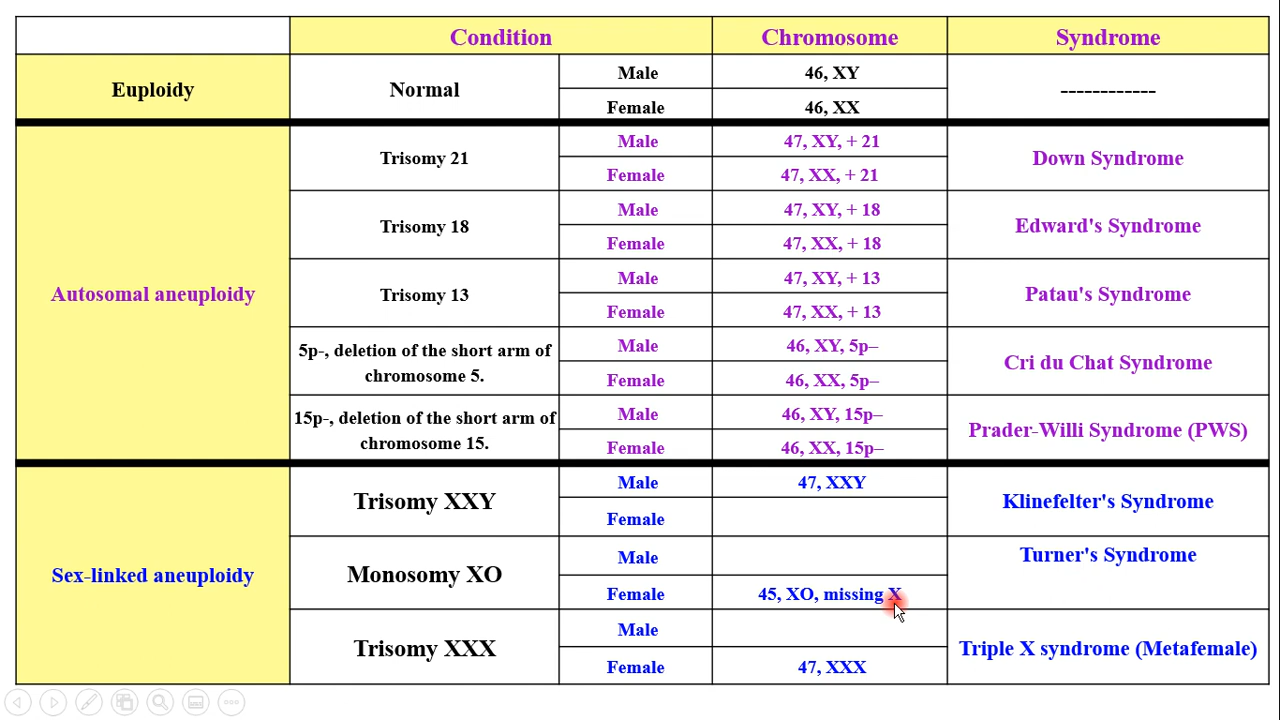 Condition Chromosome Syndrome
Euploidy Normal Male 46, XY ------------
Female 46, XX
Autosomal aneuploidy Trisomy 21 Male 47, XY, + 21 Down Syndrome
Female 47, XX, + 21
Trisomy 18 Male 47, XY, + 18 Edward's Syndrome
Female 47, XX, + 18
Trisomy 13 Male 47, XY, + 13 Patau's Syndrome
Female 47, XX, + 13
5p-, deletion of the short arm of
chromosome 5.
Male 46, XY, 5p– Cri du Chat Syndrome
Female 46, XX, 5p–
15p-, deletion of the short arm of
chromosome 15.
Male 46, XY, 15p– Prader-Willi Syndrome (PWS)
Female 46, XX, 15p–
Sex-linked aneuploidy Trisomy XXY Male 47, XXY Klinefelter's Syndrome
Female
Monosomy XO Male Turner's Syndrome
Female 45, XO, missing X
Trisomy XXX Male Triple X syndrome (Metafemale)
Female 47, XXX